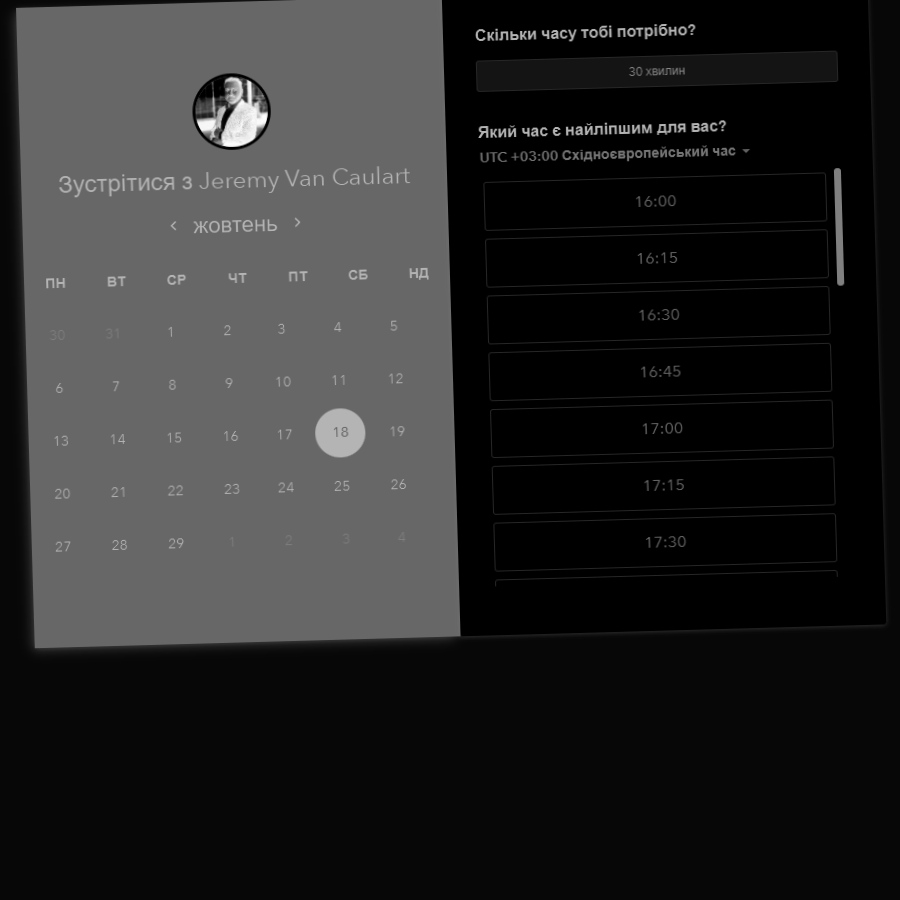 Зустрітися з Jeremy Van Caulart
жовтень
ПН ВТ СР ЧТ ПТ СБ НД
30 31 1 2 3 4 5
6 7 8 9 10 11 12
13 14 15 16 17 18 19
20 21 22 23 24 25 26
27 28 29 1 2 3 4
Скільки часу тобі потрібно?
30 хвилин
Який час є найліпшим для вас?
UTC +03:00 Східноєвропейський час
16:00
16:15
16:30
16:45
17:00
17:15
17:30